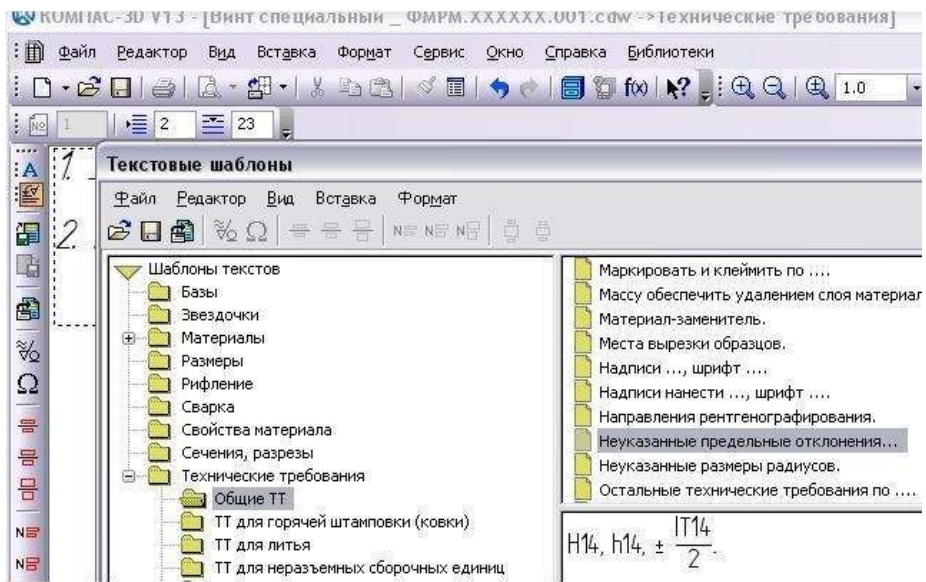 КОМПАС-3D V13 - [Винт специальный _ ФМРМ.XXXXXX.001.cdw ->Технические требования]
Файл Редактор Вид Вставка Формат Сервис Окно Справка Библиотеки
f(x) 1.0
№ 1 2 23
Текстовые шаблоны
1.
Файл Редактор Вид Вставка Формат
2.
Шаблоны текстов
Базы
Звездочки
Материалы
Размеры
Рифление
Сварка
Свойства материала
Сечения, разрезы
Технические требования
Общие ТТ
ТТ для горячей штамповки (ковки)
ТТ для литья
ТТ для неразъемных сборочных единиц
Маркировать и клеймить по ....
Массу обеспечить удалением слоя материал
Материал-заменитель.
Места вырезки образцов.
Надписи ..., шрифт ....
Надписи нанести ..., шрифт ....
Направления рентгенографирования.
Неуказанные предельные отклонения...
Неуказанные размеры радиусов.
Остальные технические требования по ....
H14, h14, ± IT14
2.